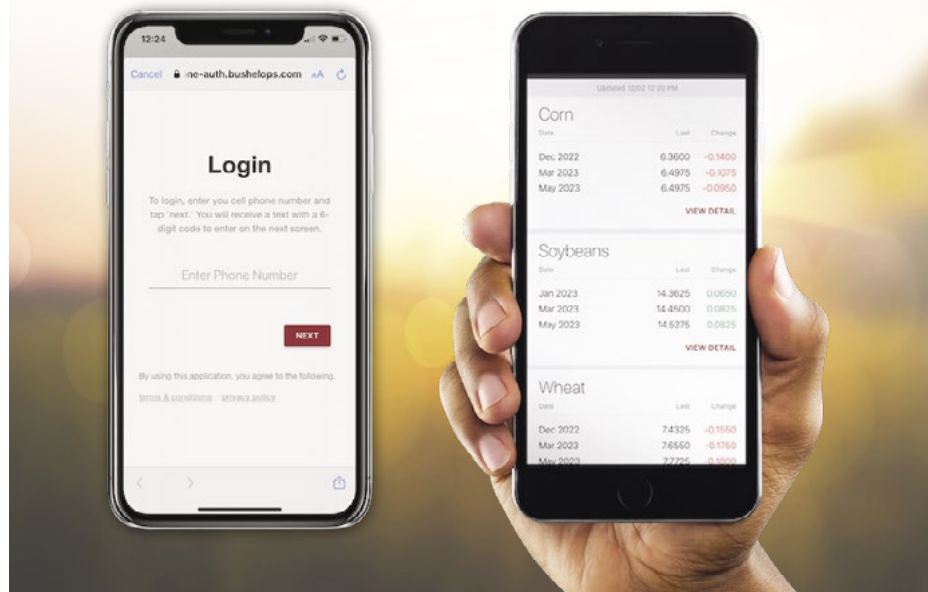 12:24
Cancel ne-auth.bushelops.com AA
Login
To login, enter you cell phone number and
tap 'next.' You will receive a text with a 6-
digit code to enter on the next screen.
Enter Phone Number
NEXT
By using this application, you agree to the following.
terms & conditions privacy policy
Updated 12/02 12:20 PM
Corn
Date Last Change
Dec 2022 6.3600 -0.1400
Mar 2023 6.4975 -0.1075
May 2023 6.4975 -0.0950
VIEW DETAIL
Soybeans
Date Last Change
Jan 2023 14.3625 0.0650
Mar 2023 14.4500 0.0825
May 2023 14.5275 0.0825
VIEW DETAIL
Wheat
Date Last Change
Dec 2022 7.4325 -0.1550
Mar 2023 7.6550 -0.1750
May 2023 7.7725